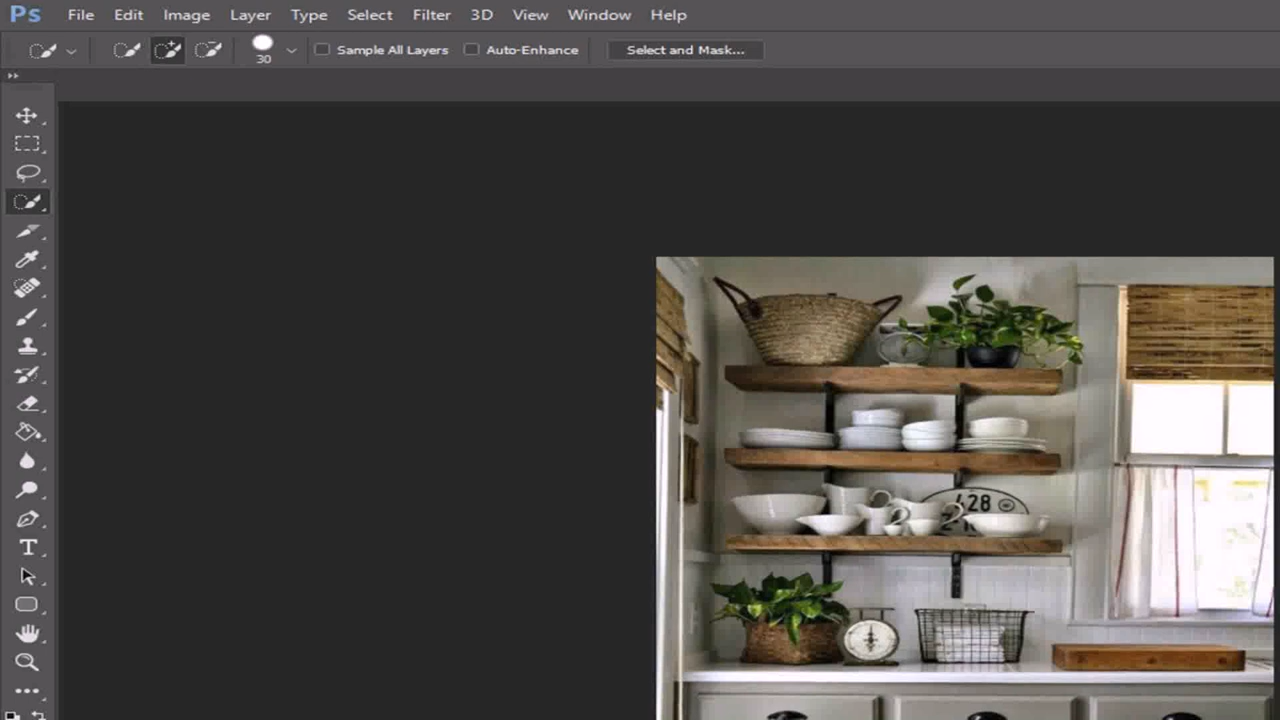 Ps File Edit Image Layer Type Select Filter 3D View Window Help
30 Sample All Layers Auto-Enhance Select and Mask...
T
428